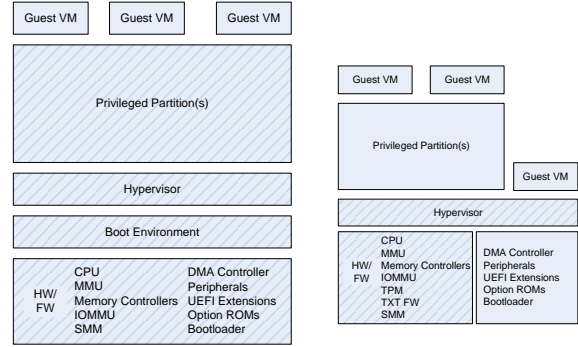 Guest VM
Guest VM
Guest VM
Privileged Partition(s)
Hypervisor
Boot Environment
HW/
FW
CPU
MMU
Memory Controllers
IOMMU
SMM
DMA Controller
Peripherals
UEFI Extensions
Option ROMs
Bootloader
Guest VM
Guest VM
Privileged Partition(s)
Guest VM
Hypervisor
HW/
FW
CPU
MMU
Memory Controllers
IOMMU
TPM
TXT FW
SMM
DMA Controller
Peripherals
UEFI Extensions
Option ROMs
Bootloader